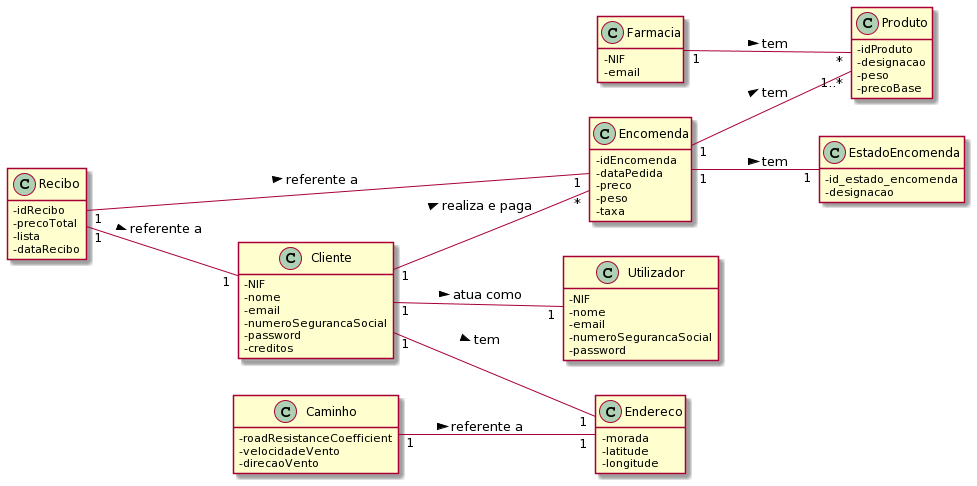 C Farmacia
-NIF
-email
1
tem
*
C Produto
-idProduto
-designacao
-peso
-precoBase
1..*
tem
1
C Encomenda
-idEncomenda
-dataPedida
-preco
-peso
-taxa
1
tem
1
C EstadoEncomenda
-id_estado_encomenda
-designacao
C Recibo
-idRecibo
-precoTotal
-lista
-dataRecibo
1
referente a
1
1
referente a
1
C Cliente
-NIF
-nome
-email
-numeroSegurancaSocial
-password
-creditos
1
realiza e paga
*
1
atua como
1
C Utilizador
-NIF
-nome
-email
-numeroSegurancaSocial
-password
1
tem
1
C Caminho
-roadResistanceCoefficient
-velocidadeVento
-direcaoVento
1
referente a
1
C Endereco
-morada
-latitude
-longitude